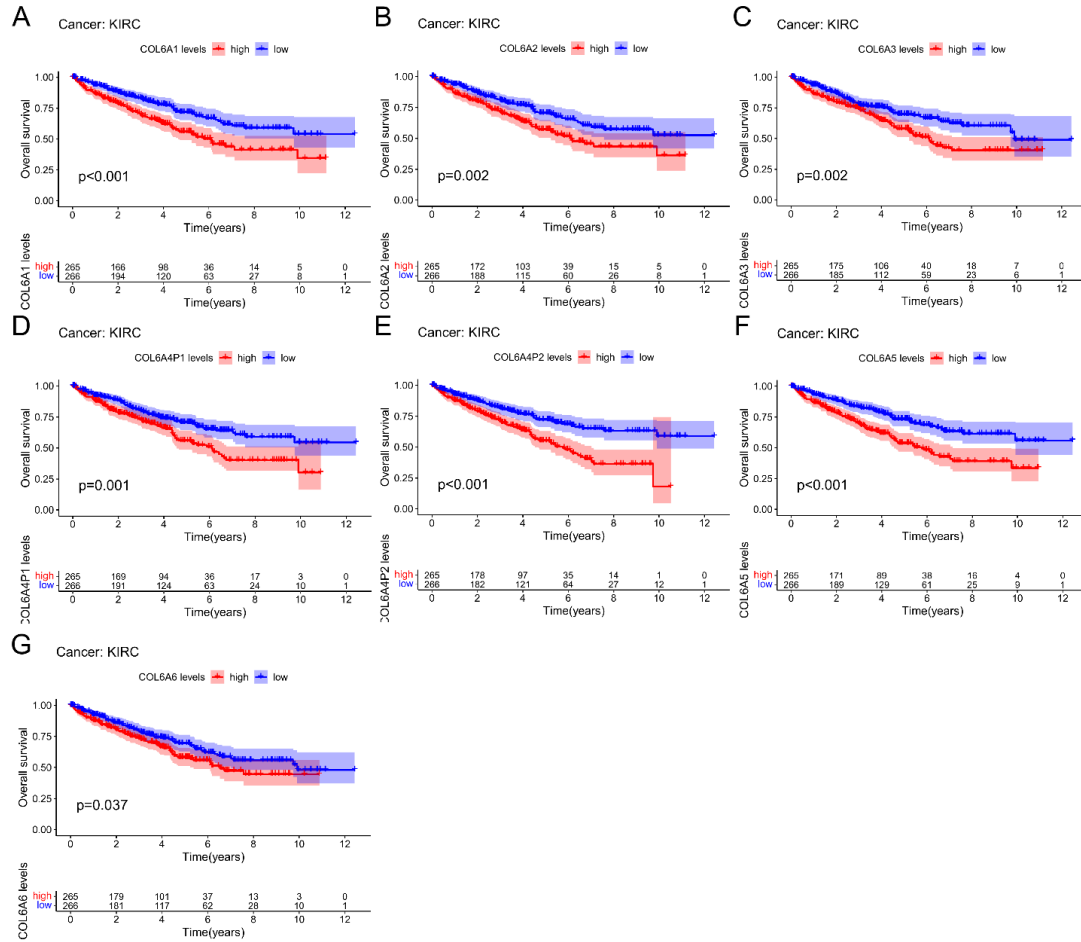 A
Cancer: KIRC
COL6A1 levels high low
Overall survival
1.00
0.75
0.50
0.25
0.00
p<0.001
0 2 4 6 8 10 12
Time(years)
COL6A1 levels
high 265 166 98 36 14 5 0
low 266 194 120 63 27 8 1
0 2 4 6 8 10 12
Time(years)
B
Cancer: KIRC
COL6A2 levels high low
Overall survival
1.00
0.75
0.50
0.25
0.00
p=0.002
0 2 4 6 8 10 12
Time(years)
COL6A2 levels
high 265 172 103 39 15 5 0
low 266 188 115 60 26 8 1
0 2 4 6 8 10 12
Time(years)
C
Cancer: KIRC
COL6A3 levels high low
Overall survival
1.00
0.75
0.50
0.25
0.00
p=0.002
0 2 4 6 8 10 12
Time(years)
COL6A3 levels
high 265 175 106 40 18 7 0
low 266 185 112 59 23 6 1
0 2 4 6 8 10 12
Time(years)
D
Cancer: KIRC
COL6A4P1 levels high low
Overall survival
1.00
0.75
0.50
0.25
0.00
p=0.001
0 2 4 6 8 10 12
Time(years)
COL6A4P1 levels
high 265 169 94 36 17 3 0
low 266 191 124 63 24 10 1
0 2 4 6 8 10 12
Time(years)
E
Cancer: KIRC
COL6A4P2 levels high low
Overall survival
1.00
0.75
0.50
0.25
0.00
p<0.001
0 2 4 6 8 10 12
Time(years)
COL6A4P2 levels
high 265 178 97 35 14 1 0
low 266 182 121 64 27 12 1
0 2 4 6 8 10 12
Time(years)
F
Cancer: KIRC
COL6A5 levels high low
Overall survival
1.00
0.75
0.50
0.25
0.00
p<0.001
0 2 4 6 8 10 12
Time(years)
COL6A5 levels
high 265 171 89 38 16 4 0
low 266 189 129 61 25 9 1
0 2 4 6 8 10 12
Time(years)
G
Cancer: KIRC
COL6A6 levels high low
Overall survival
1.00
0.75
0.50
0.25
0.00
p=0.037
0 2 4 6 8 10 12
Time(years)
COL6A6 levels
high 265 179 101 37 13 3 0
low 266 181 117 62 28 10 1
0 2 4 6 8 10 12
Time(years)